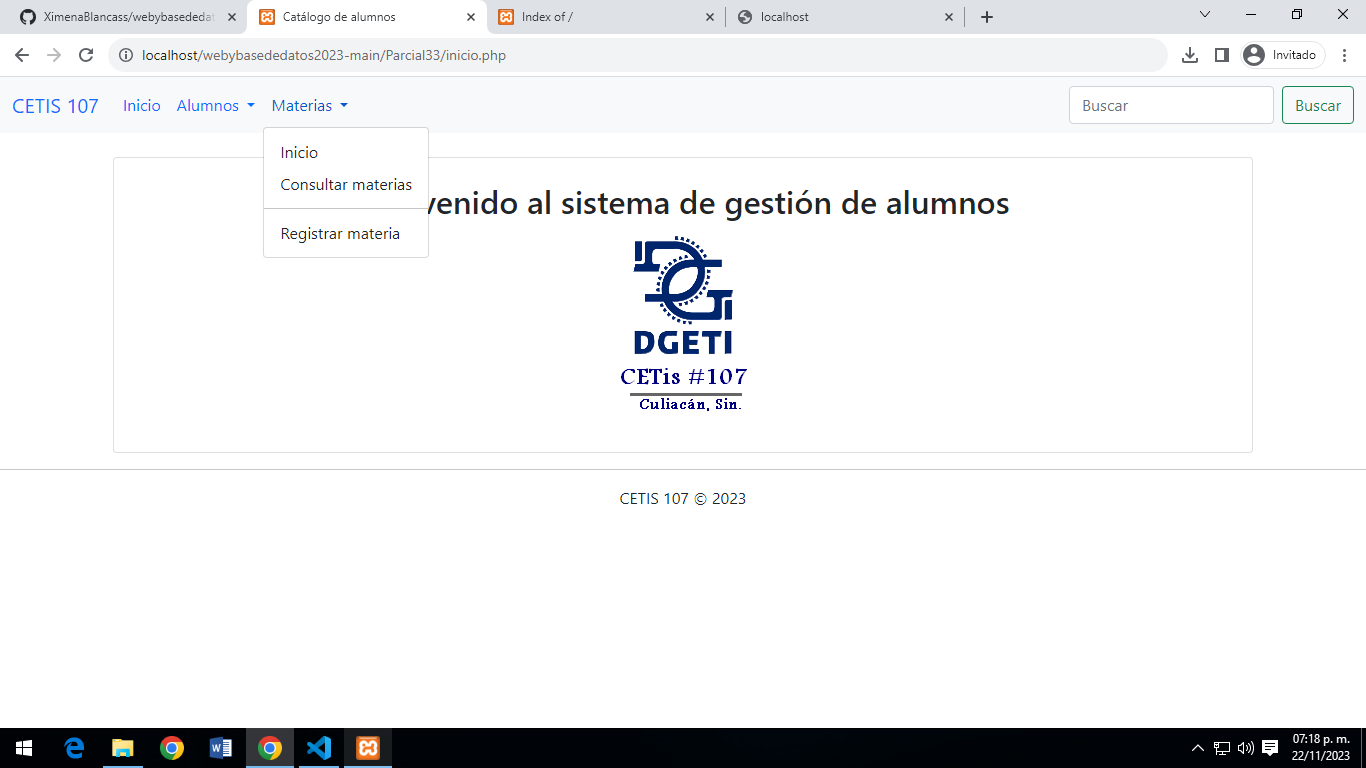 XimenaBlancass/webybasededat
Catálogo de alumnos
Index of /
localhost
localhost/webybasededatos2023-main/Parcial33/inicio.php
Invitado
CETIS 107
Inicio
Alumnos
Materias
Buscar
Buscar
Inicio
Consultar materias
Registrar materia
venido al sistema de gestión de alumnos
DGETI
CETis #107
Culiacán, Sin.
CETIS 107 © 2023
07:18 p. m.
22/11/2023